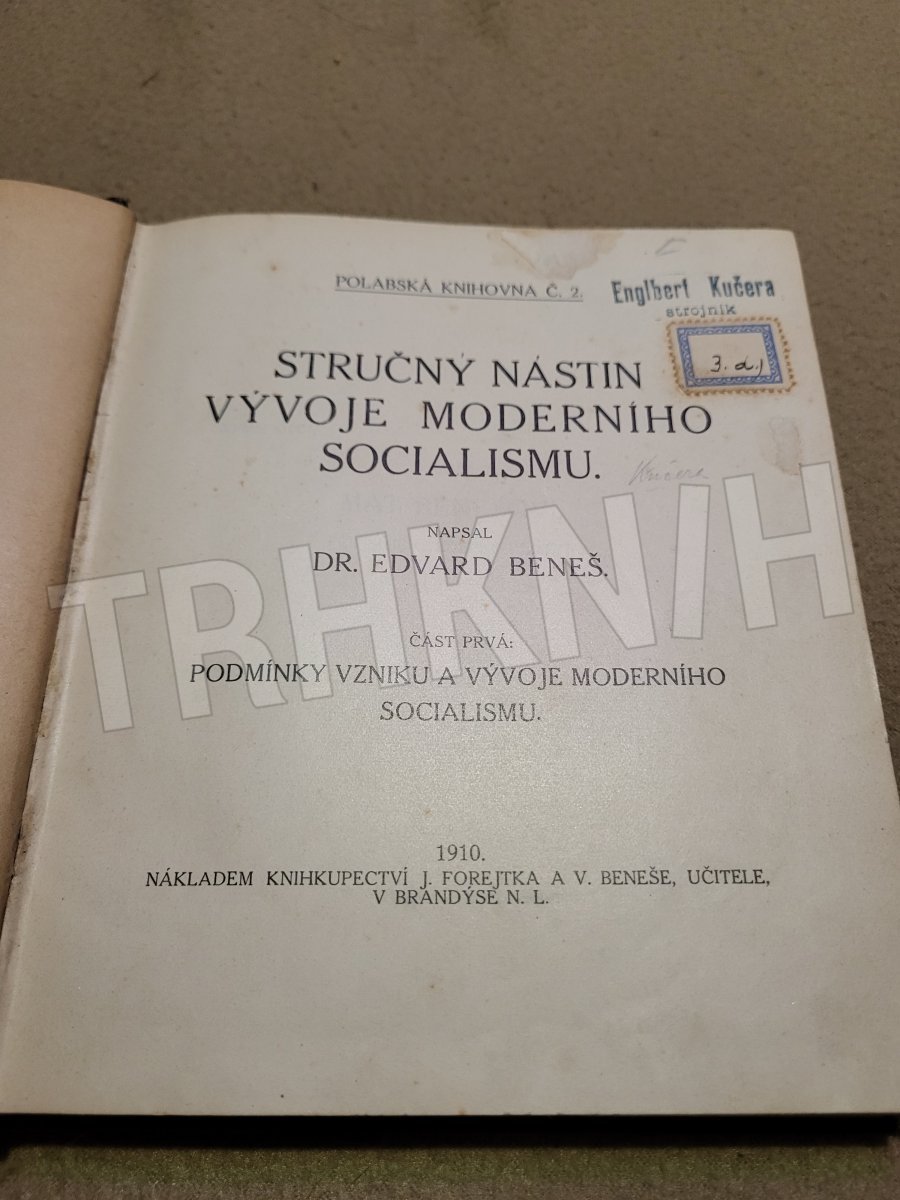 POLABSKÁ KNIHOVNA Č. 2.
Englbert Kučera
strojník
3. d.)
STRUČNÝ NÁSTIN
VÝVOJE MODERNÍHO
SOCIALISMU.
Kučera
NAPSAL
DR. EDVARD BENEŠ.
ČÁST PRVÁ:
PODMÍNKY VZNIKU A VÝVOJE MODERNÍHO
SOCIALISMU.
1910.
NÁKLADEM KNIHKUPECTVÍ J. FOREJTKA A V. BENEŠE, UČITELE,
V BRANDÝSE N. L.
TRHKNIH